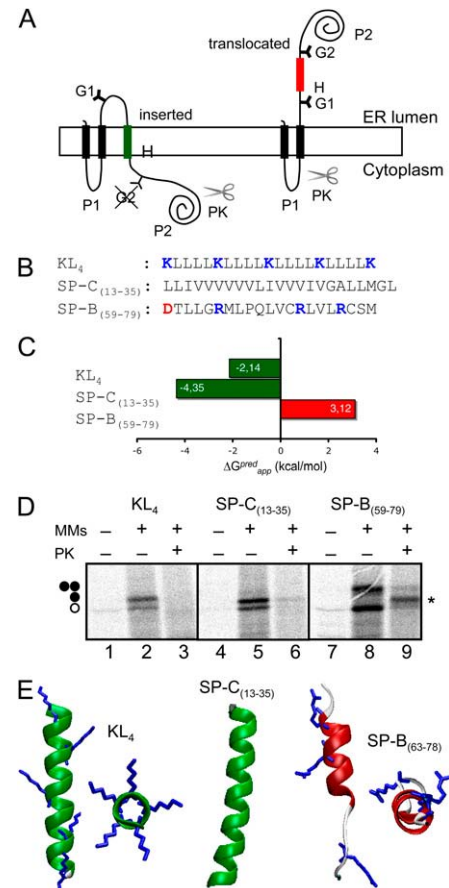 A
translocated
G2
P2
G1
inserted
H
G1
H
ER lumen
Cytoplasm
P1
G2
P2
PK
P1
PK
B
KL4 : KLLLLKLLLLKLLLLKLLLLK
SP-C(13–35) : LLIVVVVVVLIVVVIVGALLMGL
SP-B(59–79) : DTLLGRMLPQLVCRLVLRCSM
C
KL4 -2,14
SP-C(13–35) -4,35
SP-B(59–79) 3,12
-6 -4 -2 0 2 4
ΔGpredapp (kcal/mol)
D
KL4 SP-C(13–35) SP-B(59–79)
MMs – + + – + + – + +
PK – – + – – + – – +
*
1 2 3 4 5 6 7 8 9
E
KL4
SP-C(13–35)
SP-B(63–78)